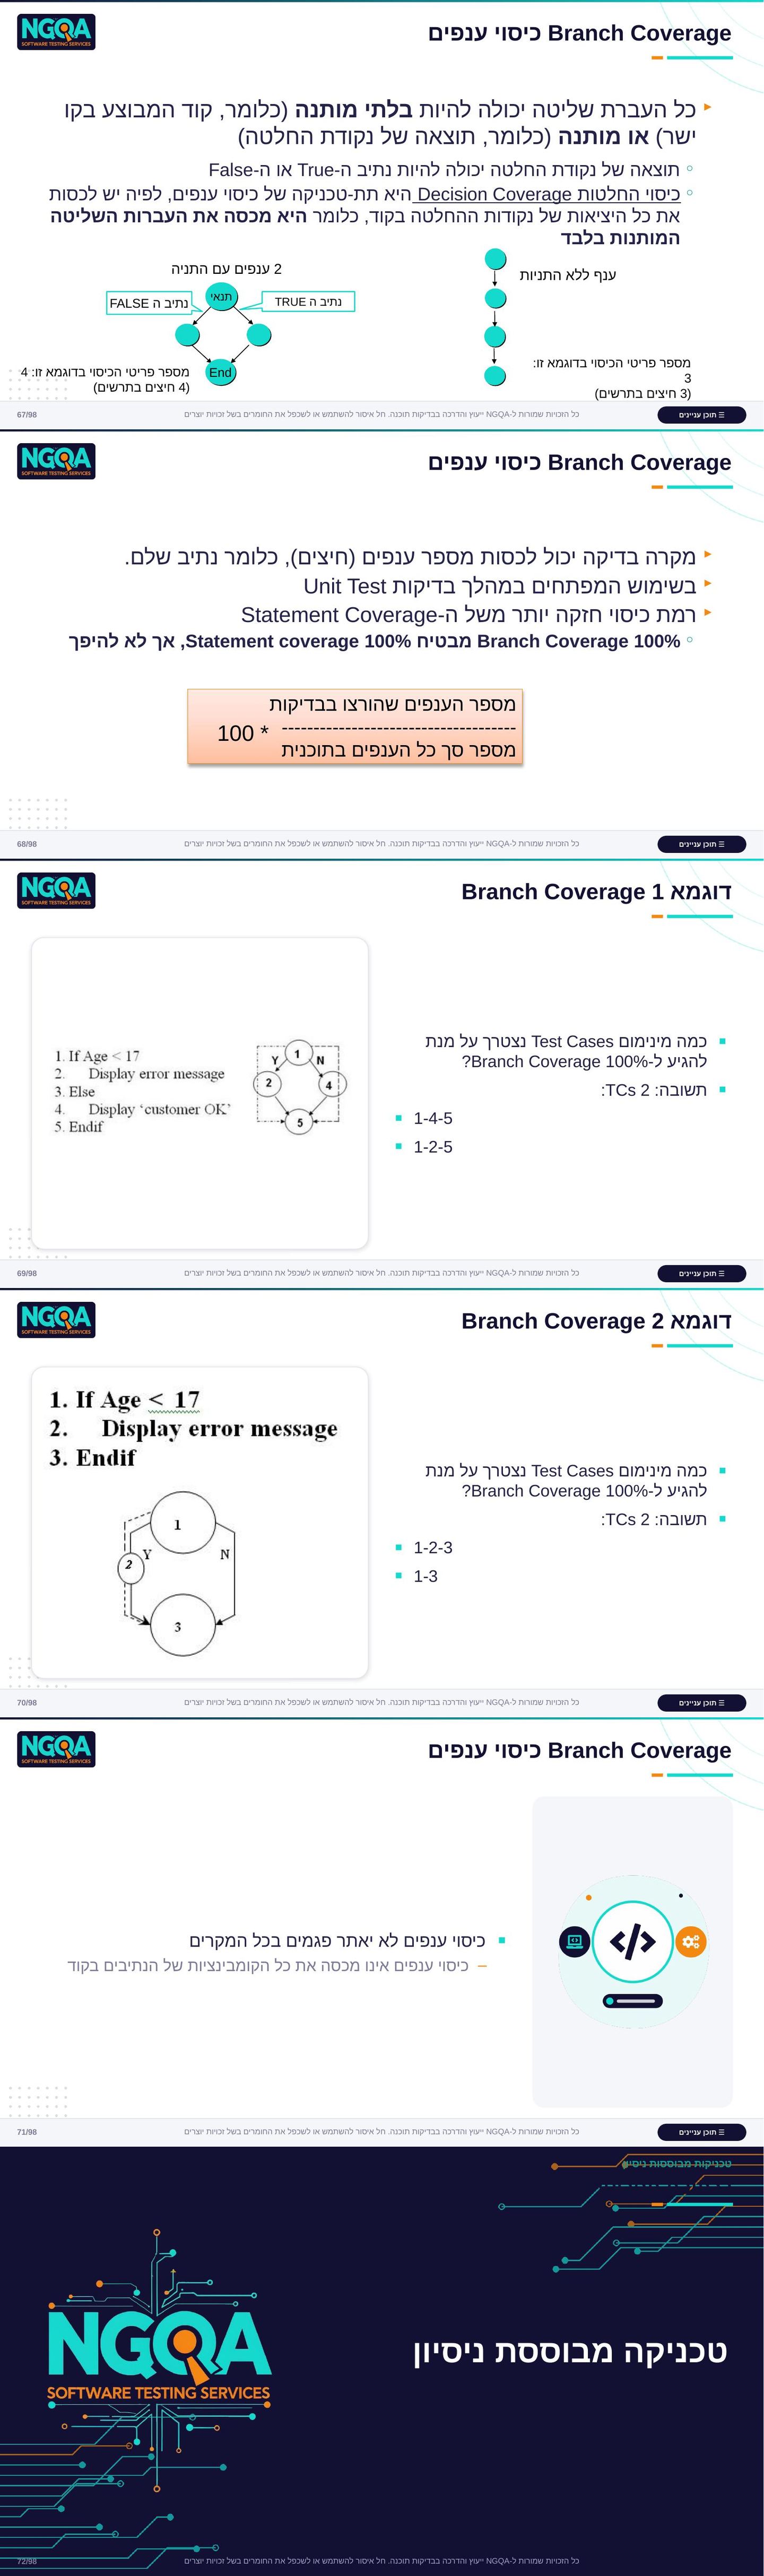 NGQA
SOFTWARE TESTING SERVICES
כיסוי ענפים Branch Coverage
כל העברת שליטה יכולה להיות בלתי מותנה (כלומר, קוד המבוצע בקו
ישר) או מותנה (כלומר, תוצאה של נקודת החלטה)
תוצאה של נקודת החלטה יכולה להיות נתיב ה-True או ה-False
כיסוי החלטות Decision Coverage היא תת-טכניקה של כיסוי ענפים, לפיה יש לכסות
את כל היציאות של נקודות ההחלטה בקוד, כלומר היא מכסה את העברות השליטה
המותנות בלבד
ענף ללא התניות
מספר פריטי הכיסוי בדוגמא זו:
3
(3 חיצים בתרשים)
2 ענפים עם התניה
נתיב ה TRUE
תנאי
נתיב ה FALSE
End
מספר פריטי הכיסוי בדוגמא זו: 4
(4 חיצים בתרשים)
☰ תוכן עניינים
כל הזכויות שמורות ל-NGQA ייעוץ והדרכה בבדיקות תוכנה. חל איסור להשתמש או לשכפל את החומרים בשל זכויות יוצרים
67/98
NGQA
SOFTWARE TESTING SERVICES
כיסוי ענפים Branch Coverage
מקרה בדיקה יכול לכסות מספר ענפים (חיצים), כלומר נתיב שלם.
בשימוש המפתחים במהלך בדיקות Unit Test
רמת כיסוי חזקה יותר משל ה-Statement Coverage
100% Branch Coverage מבטיח 100% Statement coverage, אך לא להיפך
מספר הענפים שהורצו בבדיקות
------------------------------------- * 100
מספר סך כל הענפים בתוכנית
☰ תוכן עניינים
כל הזכויות שמורות ל-NGQA ייעוץ והדרכה בבדיקות תוכנה. חל איסור להשתמש או לשכפל את החומרים בשל זכויות יוצרים
68/98
NGQA
SOFTWARE TESTING SERVICES
דוגמא 1 Branch Coverage
כמה מינימום Test Cases נצטרך על מנת
להגיע ל-100% Branch Coverage?
תשובה: 2 TCs:
1-4-5
1-2-5
1. If Age < 17
2. Display error message
3. Else
4. Display ‘customer OK’
5. Endif
Y 1 N
2 4
5
☰ תוכן עניינים
כל הזכויות שמורות ל-NGQA ייעוץ והדרכה בבדיקות תוכנה. חל איסור להשתמש או לשכפל את החומרים בשל זכויות יוצרים
69/98
NGQA
SOFTWARE TESTING SERVICES
דוגמא 2 Branch Coverage
כמה מינימום Test Cases נצטרך על מנת
להגיע ל-100% Branch Coverage?
תשובה: 2 TCs:
1-2-3
1-3
1. If Age < 17
2. Display error message
3. Endif
1
Y N
2
3
☰ תוכן עניינים
כל הזכויות שמורות ל-NGQA ייעוץ והדרכה בבדיקות תוכנה. חל איסור להשתמש או לשכפל את החומרים בשל זכויות יוצרים
70/98
NGQA
SOFTWARE TESTING SERVICES
כיסוי ענפים Branch Coverage
כיסוי ענפים לא יאתר פגמים בכל המקרים
כיסוי ענפים אינו מכסה את כל הקומבינציות של הנתיבים בקוד
☰ תוכן עניינים
כל הזכויות שמורות ל-NGQA ייעוץ והדרכה בבדיקות תוכנה. חל איסור להשתמש או לשכפל את החומרים בשל זכויות יוצרים
71/98
טכניקות מבוססות ניסיון
NGQA
SOFTWARE TESTING SERVICES
טכניקה מבוססת ניסיון
כל הזכויות שמורות ל-NGQA ייעוץ והדרכה בבדיקות תוכנה. חל איסור להשתמש או לשכפל את החומרים בשל זכויות יוצרים
72/98